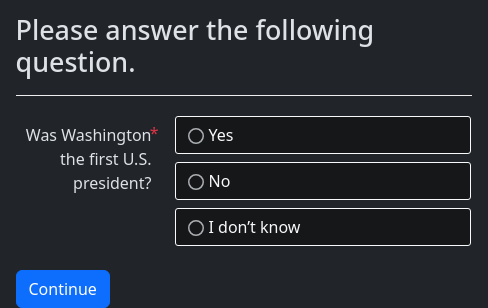 Please answer the following
question.
Was Washington*
the first U.S.
president?
Yes
No
I don’t know
Continue